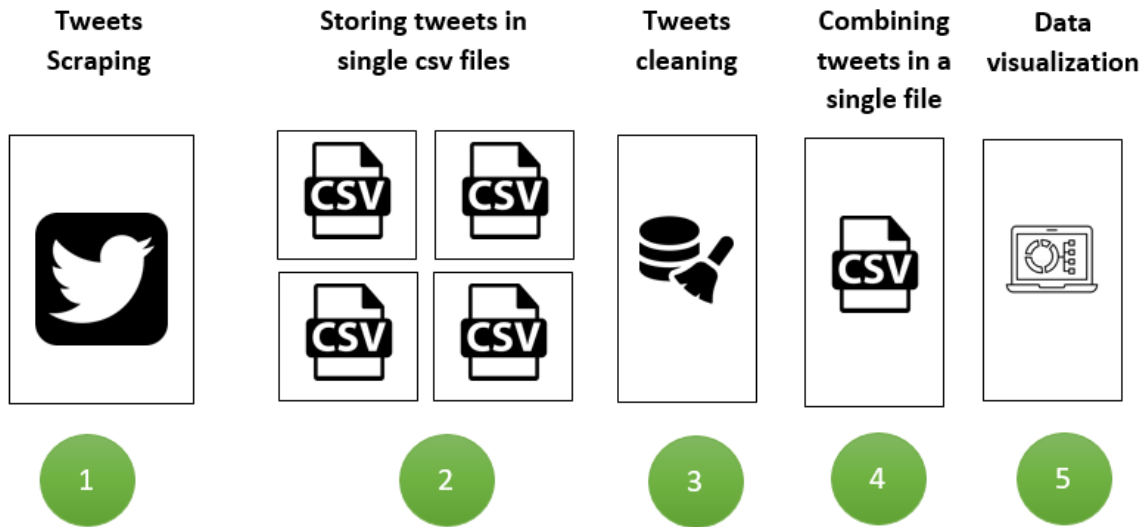 Tweets
Scraping
Storing tweets in
single csv files
Tweets
cleaning
Combining
tweets in a
single file
Data
visualization
CSV
CSV
CSV
CSV
CSV
1
2
3
4
5